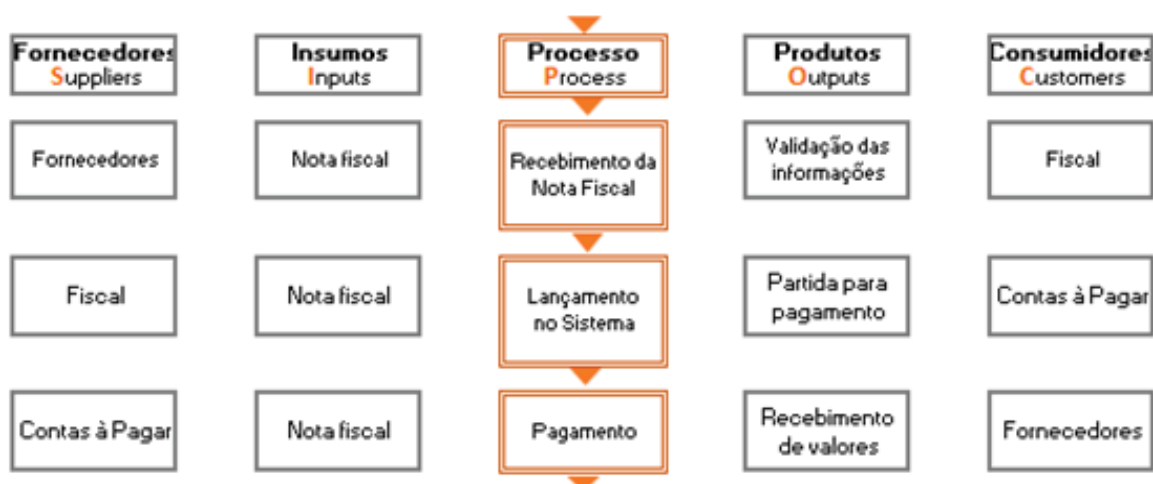 Fornecedores
Suppliers
Insumos
Inputs
Processo
Process
Produtos
Outputs
Consumidores
Customers
Fornecedores
Nota fiscal
Recebimento da
Nota Fiscal
Validação das
informações
Fiscal
Fiscal
Nota fiscal
Lançamento
no Sistema
Partida para
pagamento
Contas à Pagar
Contas à Pagar
Nota fiscal
Pagamento
Recebimento
de valores
Fornecedores